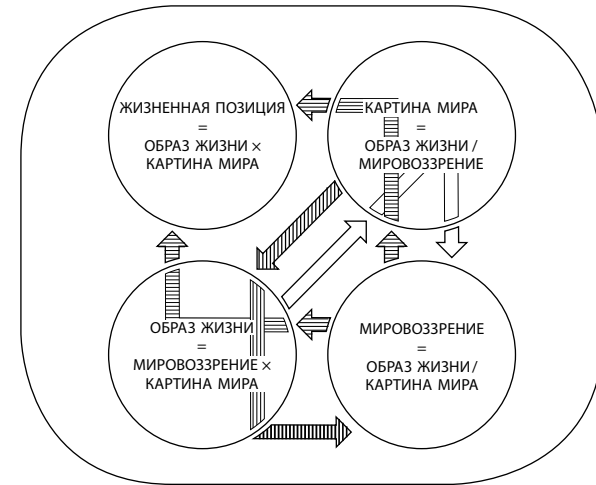 ЖИЗНЕННАЯ ПОЗИЦИЯ
=
ОБРАЗ ЖИЗНИ ×
КАРТИНА МИРА
КАРТИНА МИРА
=
ОБРАЗ ЖИЗНИ /
МИРОВОЗЗРЕНИЕ
ОБРАЗ ЖИЗНИ
=
МИРОВОЗЗРЕНИЕ ×
КАРТИНА МИРА
МИРОВОЗЗРЕНИЕ
=
ОБРАЗ ЖИЗНИ/
КАРТИНА МИРА